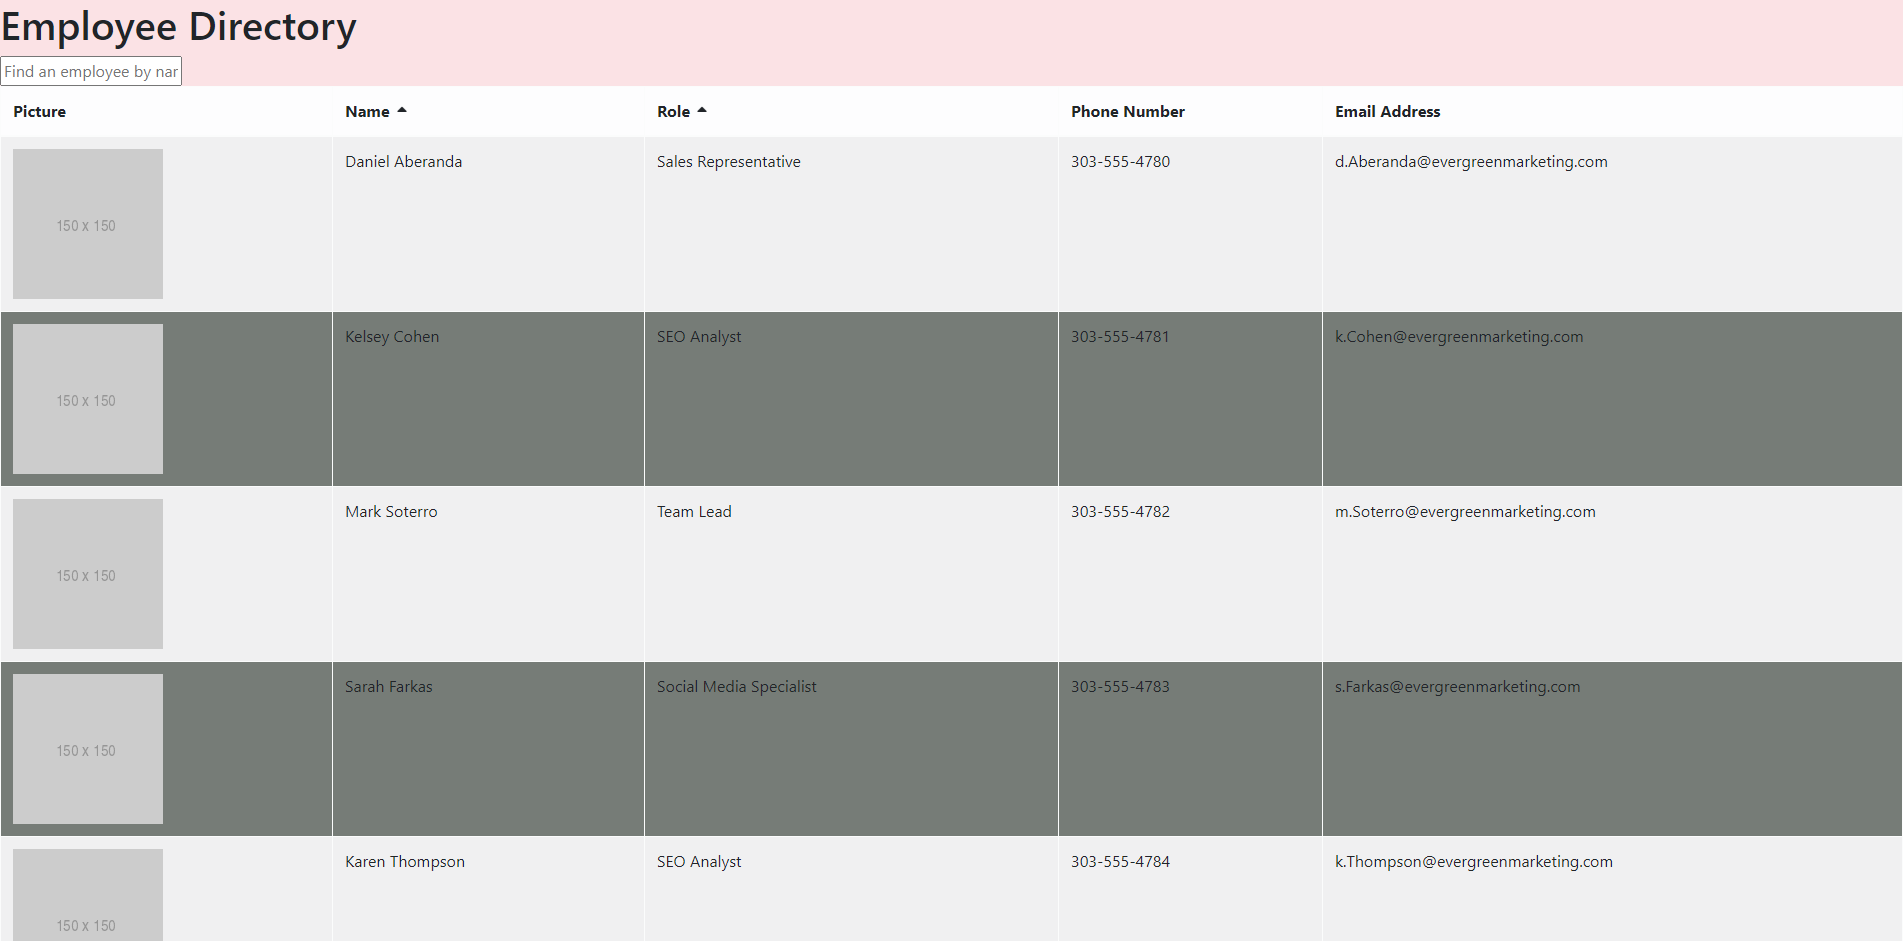 Employee Directory
Find an employee by nar
Picture Name Role Phone Number Email Address
Daniel Aberanda Sales Representative 303-555-4780 d.Aberanda@evergreenmarketing.com
150 x 150
Kelsey Cohen SEO Analyst 303-555-4781 k.Cohen@evergreenmarketing.com
150 x 150
Mark Soterro Team Lead 303-555-4782 m.Soterro@evergreenmarketing.com
150 x 150
Sarah Farkas Social Media Specialist 303-555-4783 s.Farkas@evergreenmarketing.com
150 x 150
Karen Thompson SEO Analyst 303-555-4784 k.Thompson@evergreenmarketing.com
150 x 150